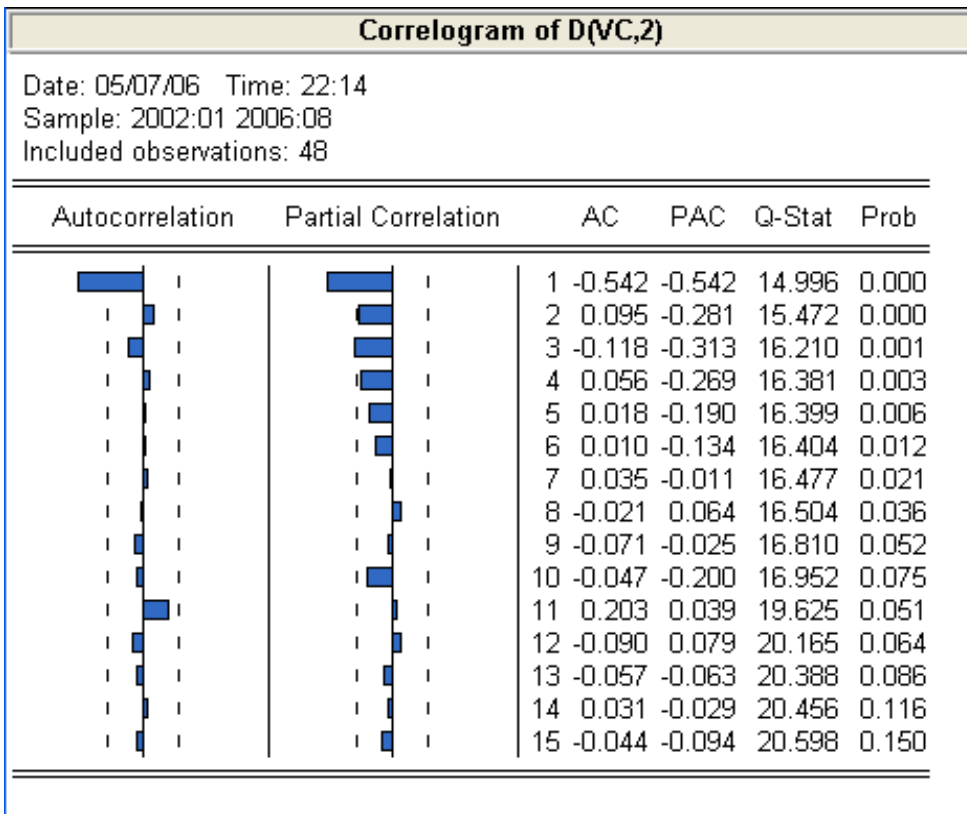 Correlogram of D(VC,2)
Date: 05/07/06 Time: 22:14
Sample: 2002:01 2006:08
Included observations: 48
Autocorrelation Partial Correlation AC PAC Q-Stat Prob
1 -0.542 -0.542 14.996 0.000
2 0.095 -0.281 15.472 0.000
3 -0.118 -0.313 16.210 0.001
4 0.056 -0.269 16.381 0.003
5 0.018 -0.190 16.399 0.006
6 0.010 -0.134 16.404 0.012
7 0.035 -0.011 16.477 0.021
8 -0.021 0.064 16.504 0.036
9 -0.071 -0.025 16.810 0.052
10 -0.047 -0.200 16.952 0.075
11 0.203 0.039 19.625 0.051
12 -0.090 0.079 20.165 0.064
13 -0.057 -0.063 20.388 0.086
14 0.031 -0.029 20.456 0.116
15 -0.044 -0.094 20.598 0.150